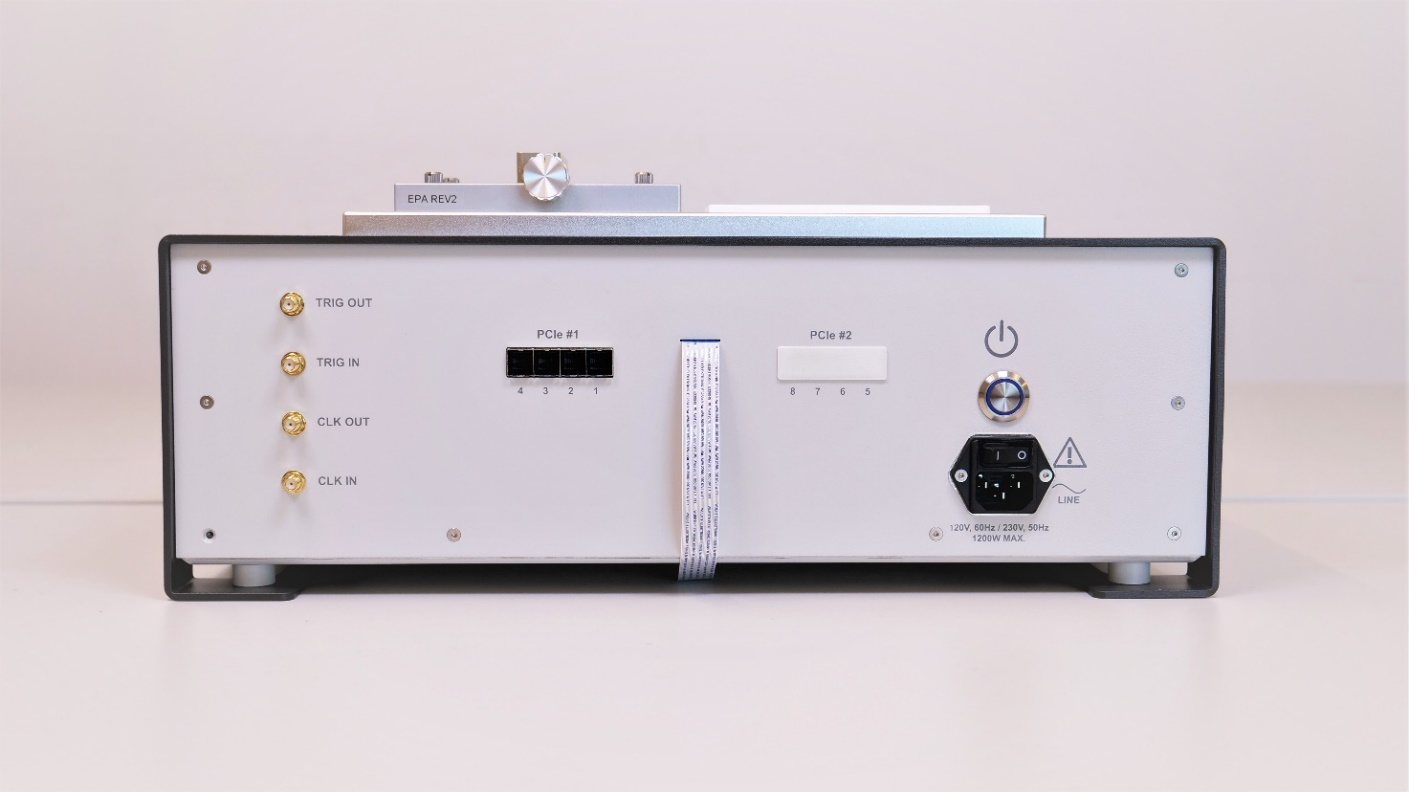 EPA REV2
TRIG OUT
TRIG IN
CLK OUT
CLK IN
PCIe #1
4 3 2 1
PCIe #2
8 7 6 5
LINE
120V, 60Hz / 230V, 50Hz
1200W MAX.